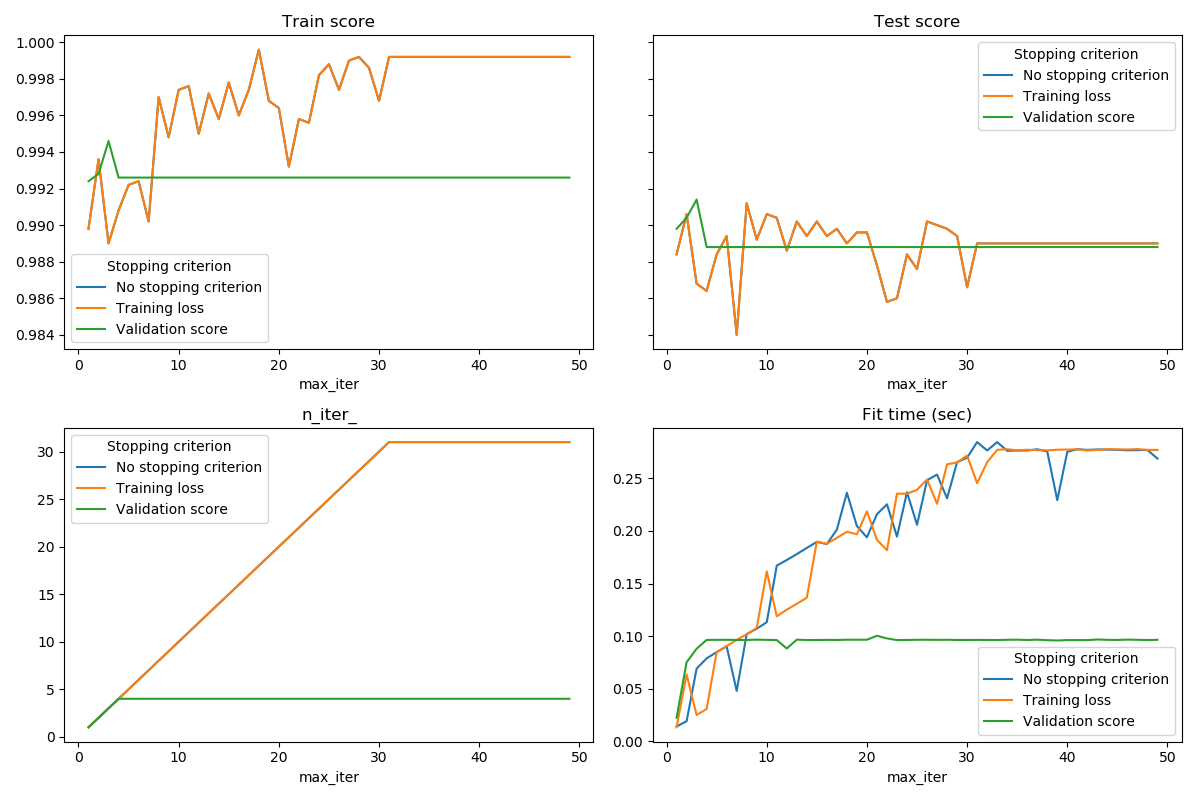 Train score
1.000
0.998
0.996
0.994
0.992
0.990
0.988
0.986
0.984
Stopping criterion
No stopping criterion
Training loss
Validation score
0 10 20 30 40 50
max_iter
Test score
Stopping criterion
No stopping criterion
Training loss
Validation score
0 10 20 30 40 50
max_iter
n_iter_
30
25
20
15
10
5
0
Stopping criterion
No stopping criterion
Training loss
Validation score
0 10 20 30 40 50
max_iter
Fit time (sec)
0.25
0.20
0.15
0.10
0.05
0.00
Stopping criterion
No stopping criterion
Training loss
Validation score
0 10 20 30 40 50
max_iter